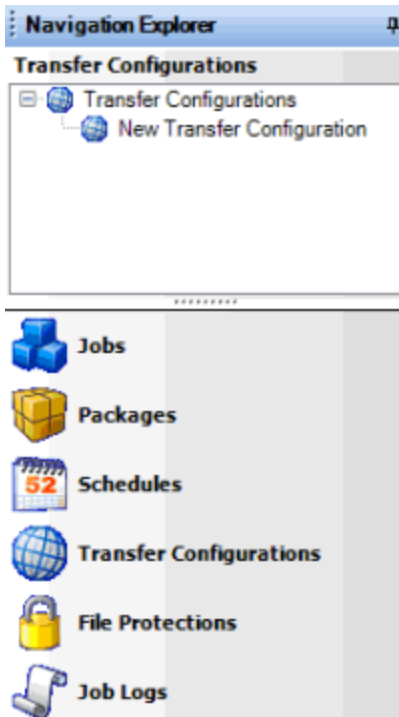 Navigation Explorer
Transfer Configurations
Transfer Configurations
New Transfer Configuration
Jobs
Packages
52
Schedules
Transfer Configurations
File Protections
Job Logs